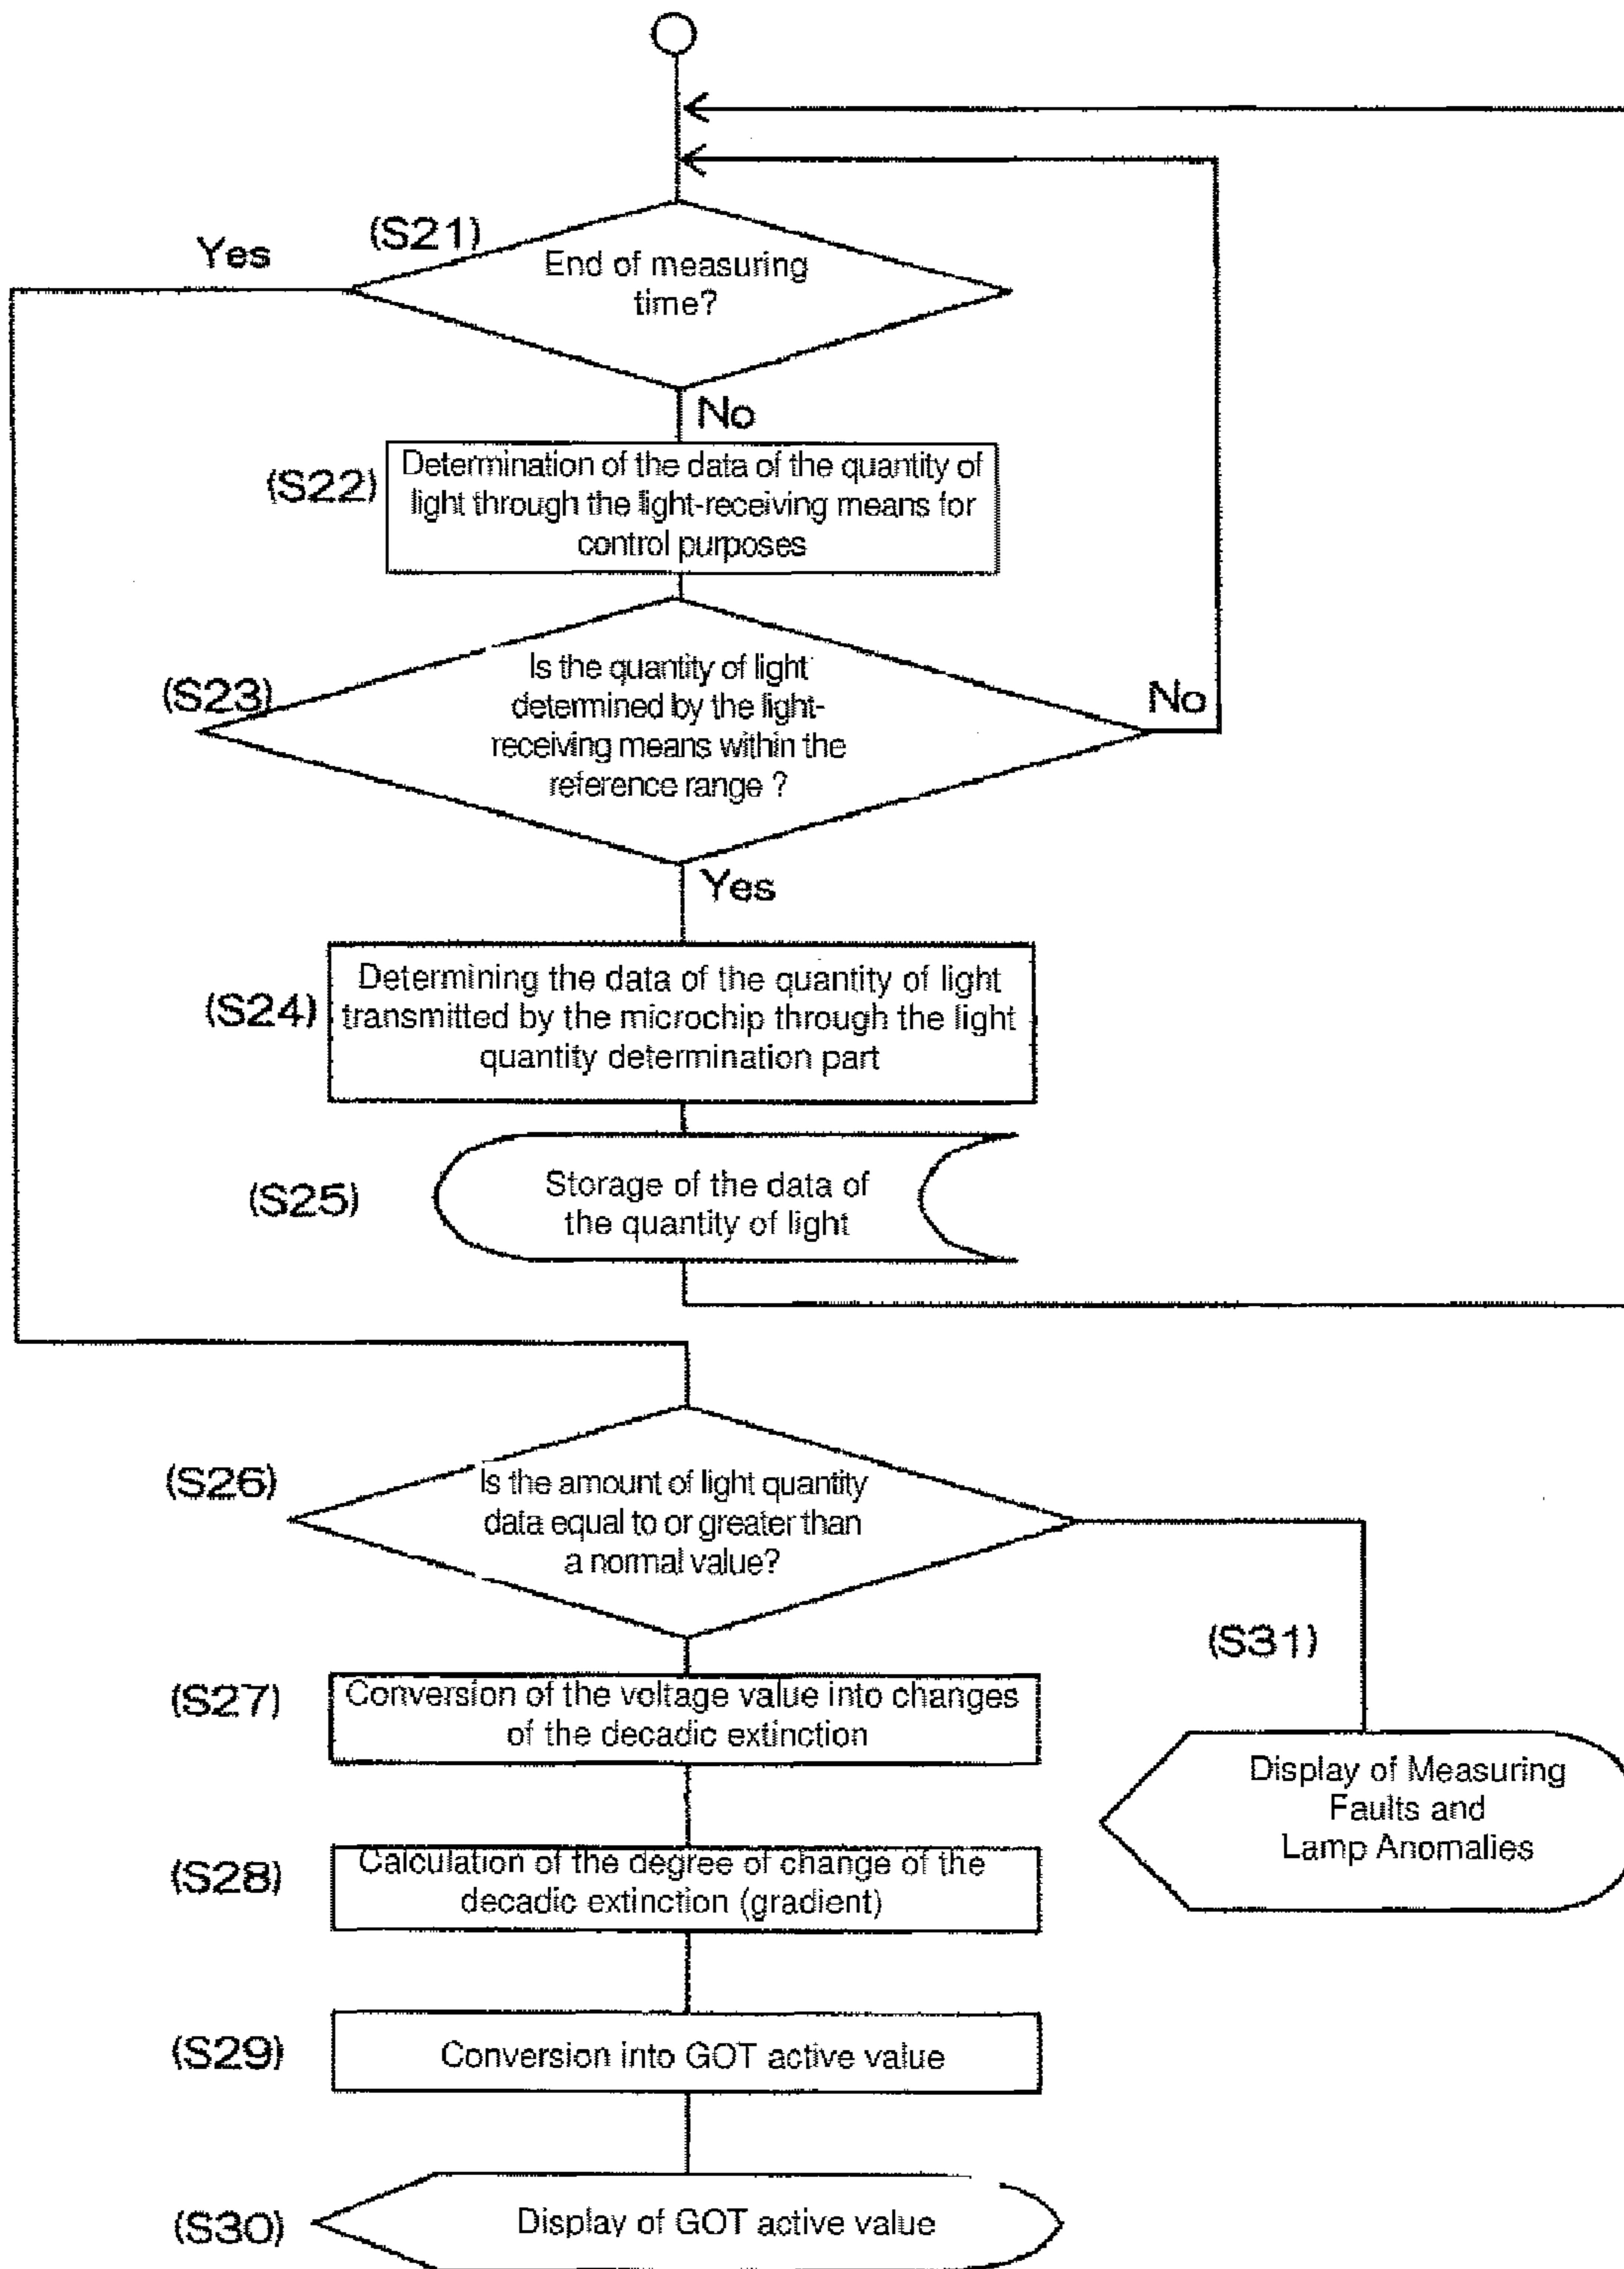 (S21)
Yes
End of measuring
time?
No
(S22)
Determination of the data of the quantity of
light through the light-receiving means for
control purposes
(S23)
Is the quantity of light
determined by the light-
receiving means within the
reference range ?
No
Yes
(S24)
Determining the data of the quantity of light
transmitted by the microchip through the light
quantity determination part
(S25)
Storage of the data of
the quantity of light
(S26)
Is the amount of light quantity
data equal to or greater than
a normal value?
(S31)
(S27)
Conversion of the voltage value into changes
of the decadic extinction
Display of Measuring
Faults and
Lamp Anomalies
(S28)
Calculation of the degree of change of the
decadic extinction (gradient)
(S29)
Conversion into GOT active value
(S30)
Display of GOT active value